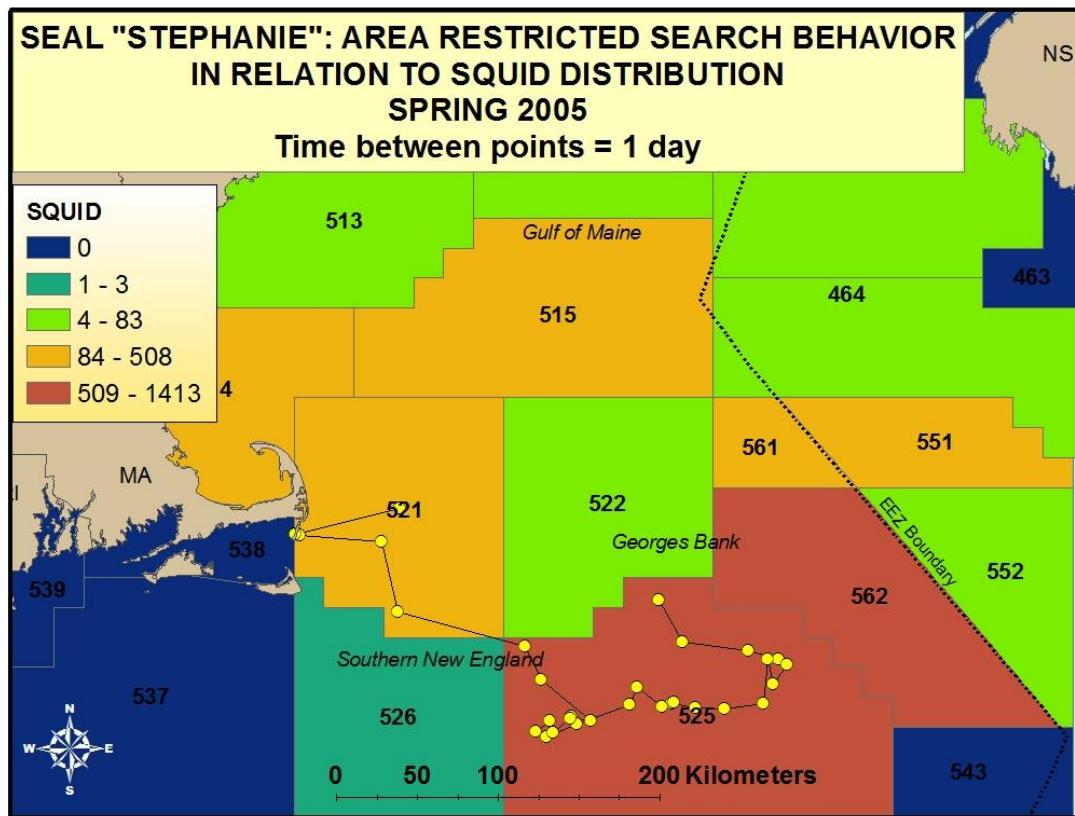 SEAL "STEPHANIE": AREA RESTRICTED SEARCH BEHAVIOR
IN RELATION TO SQUID DISTRIBUTION
SPRING 2005
Time between points = 1 day
NS
SQUID
0
1 - 3
4 - 83
84 - 508
509 - 1413
513
Gulf of Maine
463
464
515
4
561
551
MA
521
522
EEZ Boundary
538
Georges Bank
552
539
562
Southern New England
537
526
525
N
W
E
S
543
0 50 100 200 Kilometers